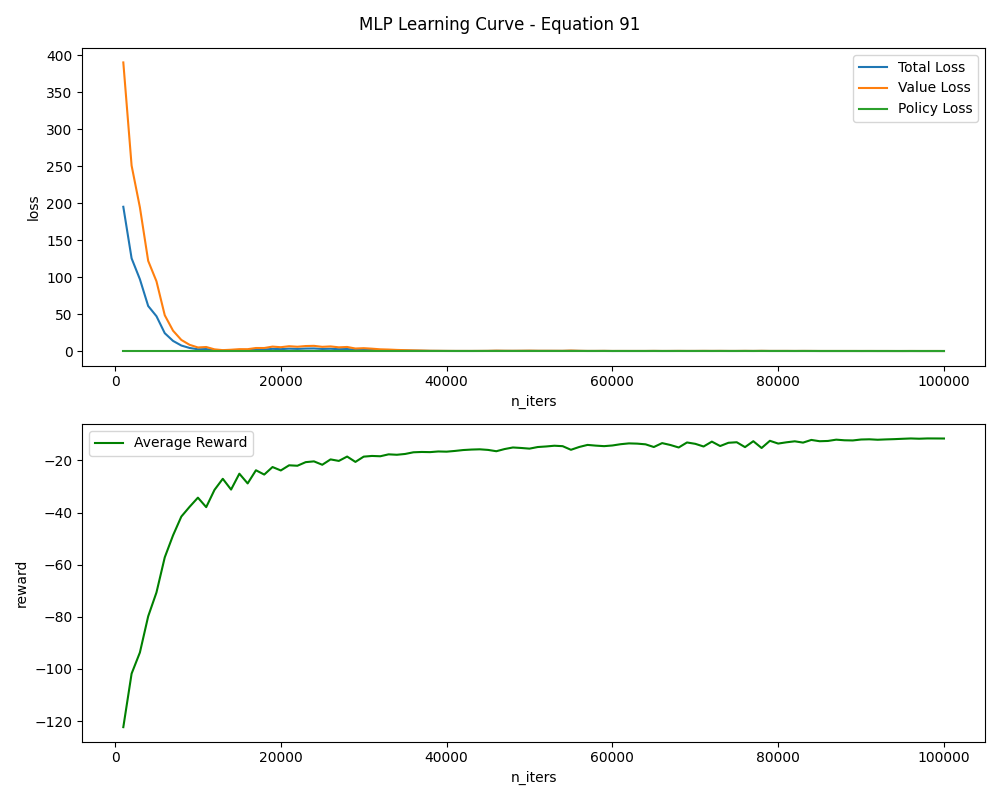 MLP Learning Curve - Equation 91
400
350
300
250
200
150
100
50
0
loss
Total Loss
Value Loss
Policy Loss
0 20000 40000 60000 80000 100000
n_iters
Average Reward
−20
−40
−60
−80
−100
−120
reward
0 20000 40000 60000 80000 100000
n_iters